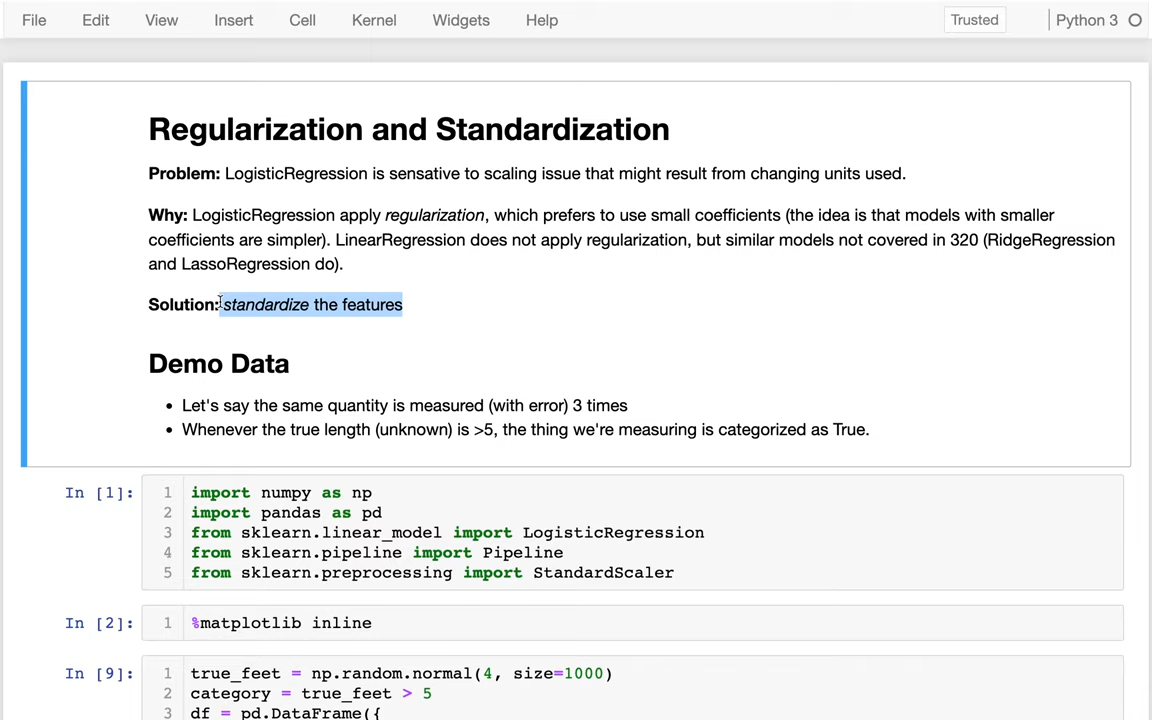 File Edit View Insert Cell Kernel Widgets Help Trusted Python 3
Regularization and Standardization
Problem: LogisticRegression is sensative to scaling issue that might result from changing units used.
Why: LogisticRegression apply regularization, which prefers to use small coefficients (the idea is that models with smaller
coefficients are simpler). LinearRegression does not apply regularization, but similar models not covered in 320 (RidgeRegression
and LassoRegression do).
Solution: standardize the features
Demo Data
• Let's say the same quantity is measured (with error) 3 times
• Whenever the true length (unknown) is >5, the thing we're measuring is categorized as True.
In [1]: 1 import numpy as np
2 import pandas as pd
3 from sklearn.linear_model import LogisticRegression
4 from sklearn.pipeline import Pipeline
5 from sklearn.preprocessing import StandardScaler
In [2]: 1 %matplotlib inline
In [9]: 1 true_feet = np.random.normal(4, size=1000)
2 category = true_feet > 5
3 df = pd.DataFrame({